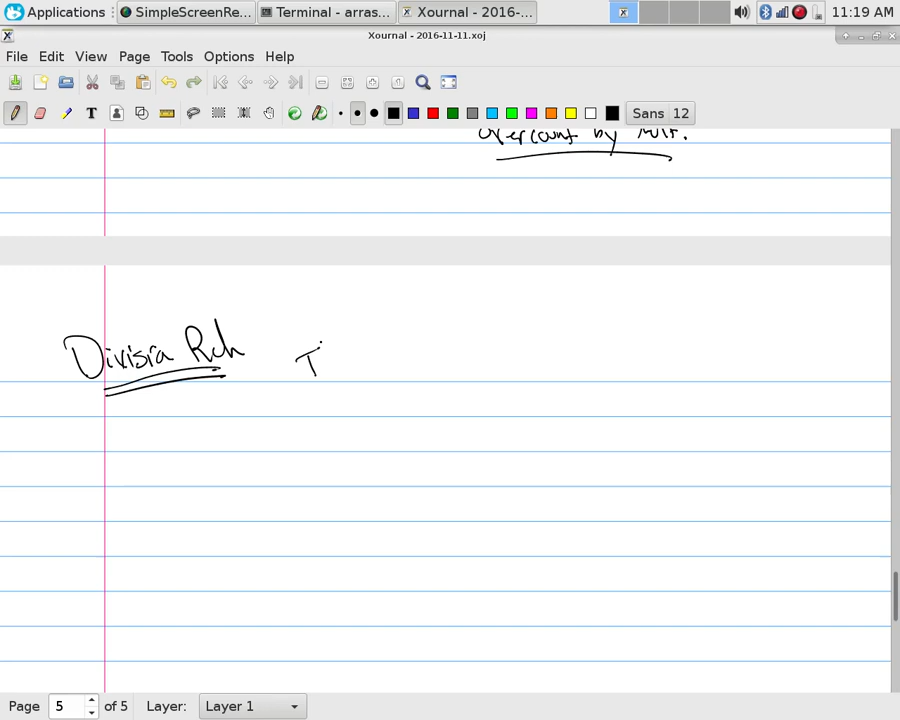 Applications SimpleScreenRe... Terminal - arras... Xournal - 2016-... 11:19 AM
Xournal - 2016-11-11.xoj
File Edit View Page Tools Options Help
Sans 12
overcount by
Division Rule T
Page 5 of 5 Layer: Layer 1